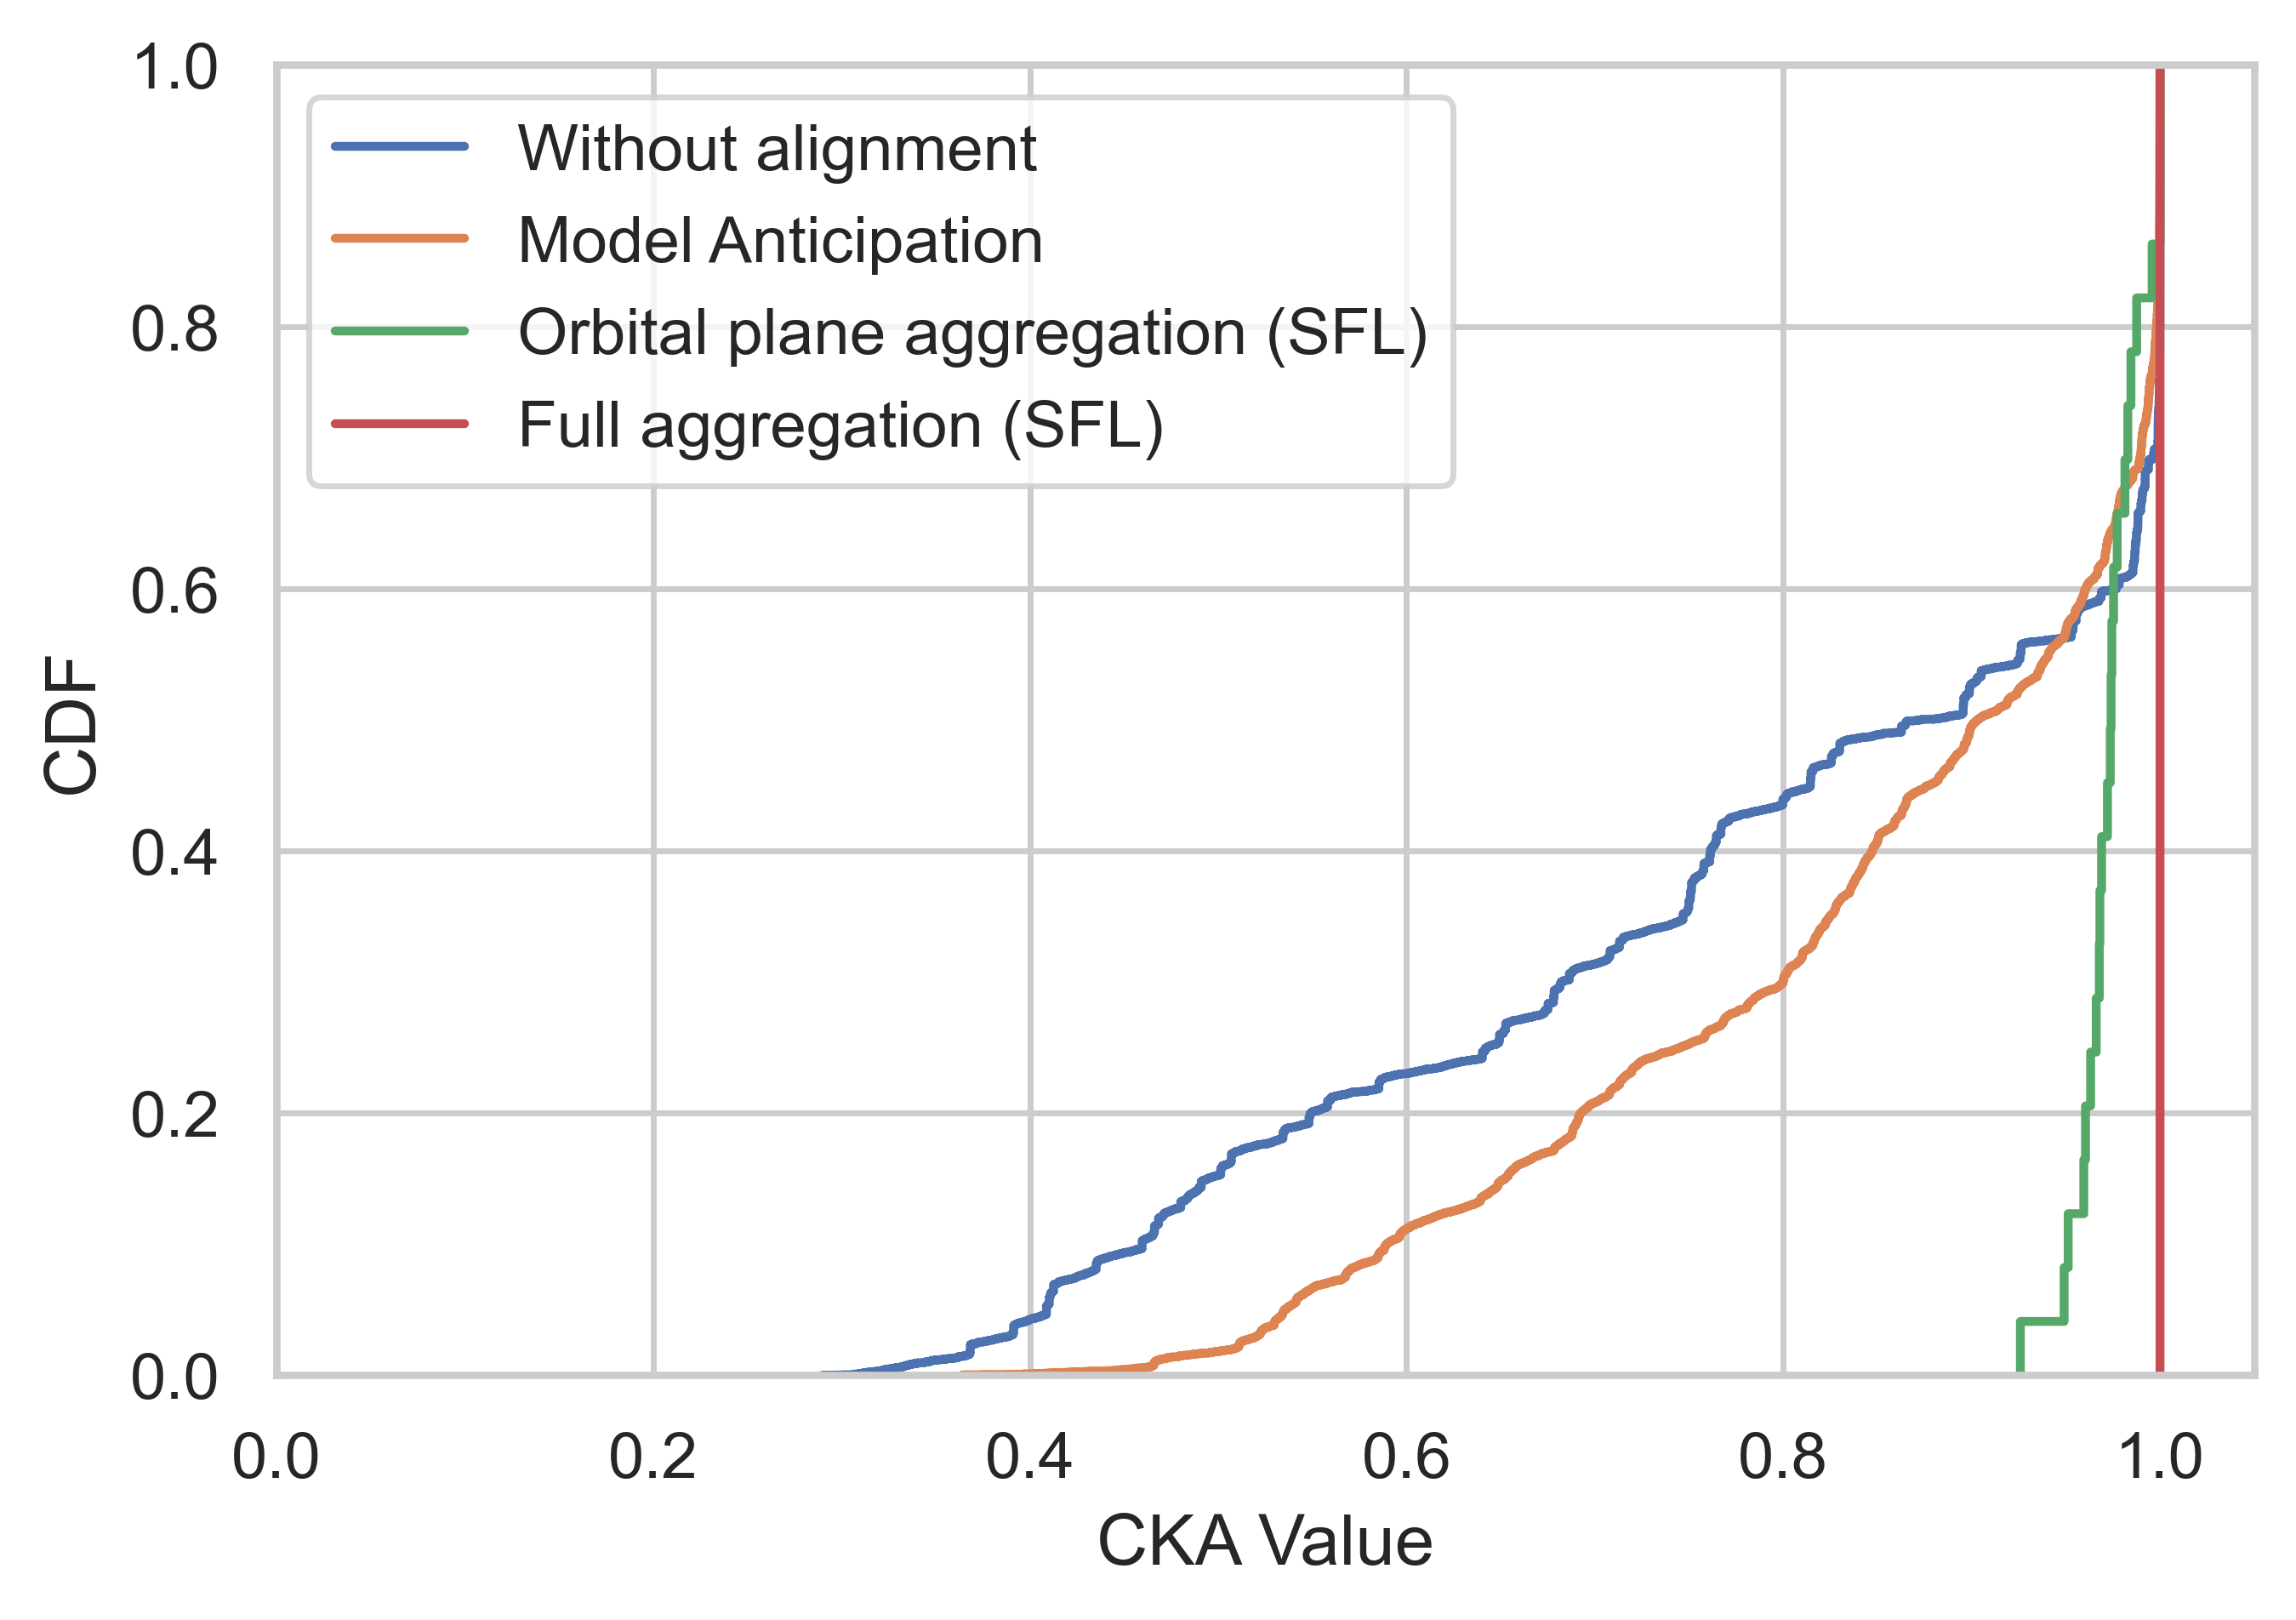 1.0
0.8
0.6
0.4
0.2
0.0
CDF
Without alignment
Model Anticipation
Orbital plane aggregation (SFL)
Full aggregation (SFL)
0.0 0.2 0.4 0.6 0.8 1.0
CKA Value